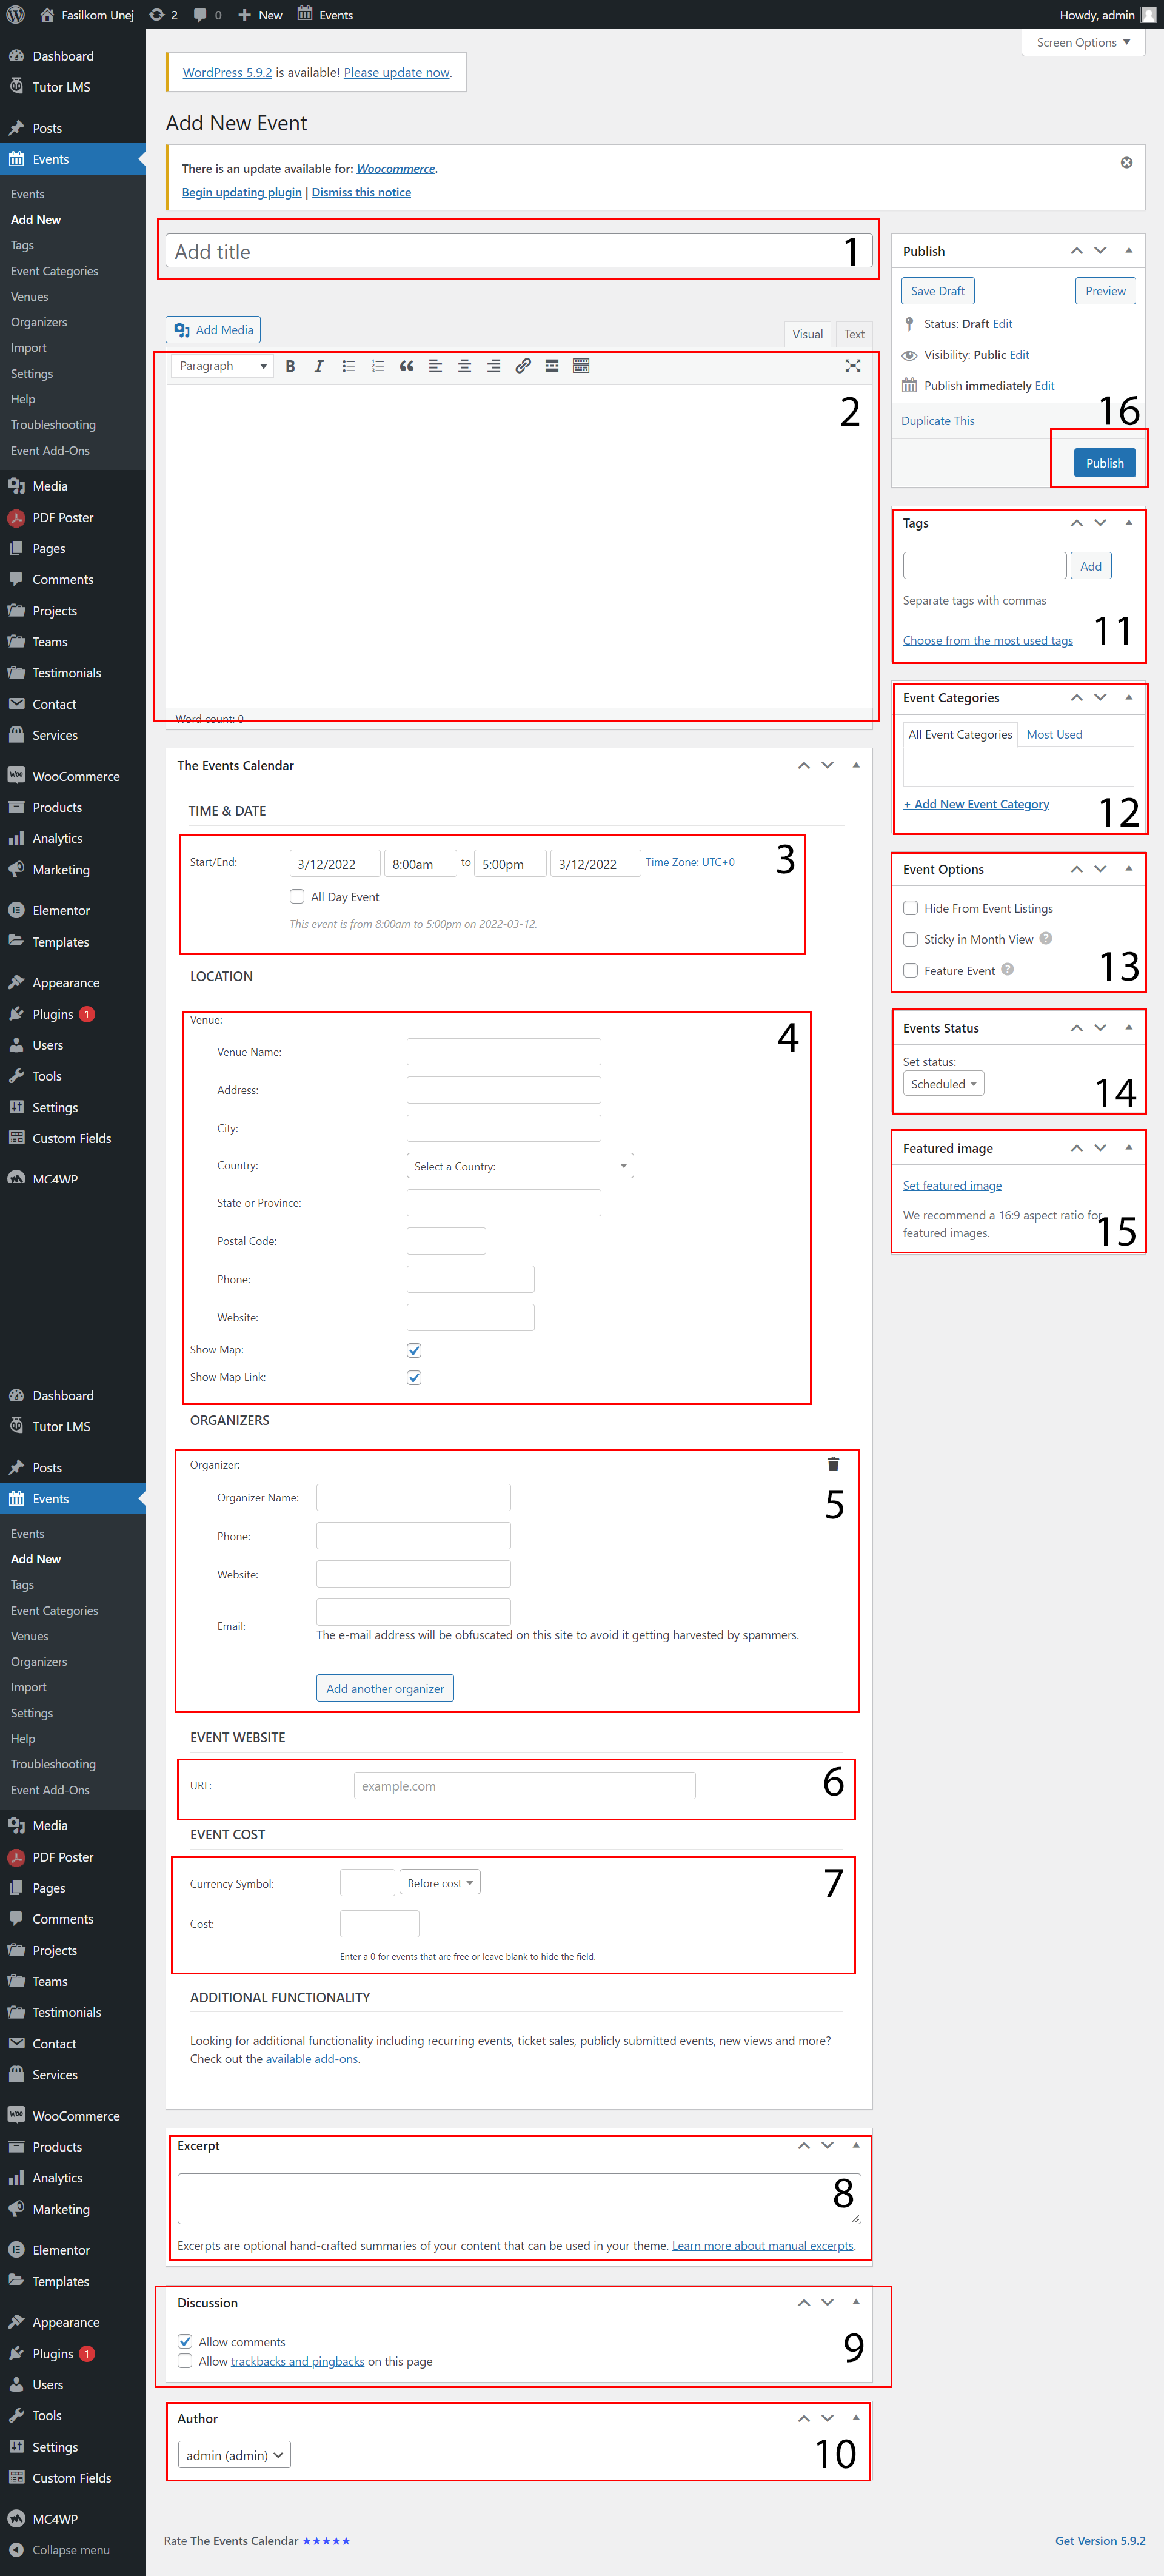 Fasilkom Unej
2
0
New
Events
Howdy, admin
Screen Options
Dashboard
Tutor LMS
Posts
Events
Events
Add New
Tags
Event Categories
Venues
Organizers
Import
Settings
Help
Troubleshooting
Event Add-Ons
Media
PDF Poster
Pages
Comments
Projects
Teams
Testimonials
Contact
Services
WooCommerce
Products
Analytics
Marketing
Elementor
Templates
Appearance
Plugins 1
Users
Tools
Settings
Custom Fields
MC4WP
Dashboard
Tutor LMS
Posts
Events
Events
Add New
Tags
Event Categories
Venues
Organizers
Import
Settings
Help
Troubleshooting
Event Add-Ons
Media
PDF Poster
Pages
Comments
Projects
Teams
Testimonials
Contact
Services
WooCommerce
Products
Analytics
Marketing
Elementor
Templates
Appearance
Plugins 1
Users
Tools
Settings
Custom Fields
MC4WP
Collapse menu
WordPress 5.9.2 is available! Please update now.
Add New Event
There is an update available for: Woocommerce.
Begin updating plugin | Dismiss this notice
Add title
1
Add Media
Visual
Text
Paragraph
2
Word count: 0
The Events Calendar
TIME & DATE
Start/End:
3/12/2022
8:00am
to
5:00pm
3/12/2022
Time Zone: UTC+0
3
All Day Event
This event is from 8:00am to 5:00pm on 2022-03-12.
LOCATION
Venue:
4
Venue Name:
Address:
City:
Country:
Select a Country:
State or Province:
Postal Code:
Phone:
Website:
Show Map:
Show Map Link:
ORGANIZERS
Organizer:
5
Organizer Name:
Phone:
Website:
Email:
The e-mail address will be obfuscated on this site to avoid it getting harvested by spammers.
Add another organizer
EVENT WEBSITE
URL:
example.com
6
EVENT COST
Currency Symbol:
Before cost
7
Cost:
Enter a 0 for events that are free or leave blank to hide the field.
ADDITIONAL FUNCTIONALITY
Looking for additional functionality including recurring events, ticket sales, publicly submitted events, new views and more?
Check out the available add-ons.
Excerpt
8
Excerpts are optional hand-crafted summaries of your content that can be used in your theme. Learn more about manual excerpts.
Discussion
Allow comments
Allow trackbacks and pingbacks on this page
9
Author
admin (admin)
10
Publish
Save Draft
Preview
Status: Draft Edit
Visibility: Public Edit
Publish immediately Edit
16
Duplicate This
Publish
Tags
Add
Separate tags with commas
11
Choose from the most used tags
Event Categories
All Event Categories
Most Used
+ Add New Event Category
12
Event Options
Hide From Event Listings
Sticky in Month View
Feature Event
13
Events Status
Set status:
Scheduled
14
Featured image
Set featured image
We recommend a 16:9 aspect ratio for
featured images.
15
Rate The Events Calendar ★★★★★
Get Version 5.9.2